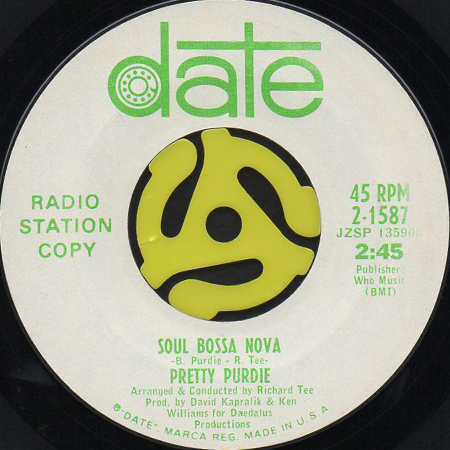 date
RADIO
STATION
COPY
45 RPM
2-1587
JZSP
2:45
Publisher:
Who Music
(BMI)
SOUL BOSSA NOVA
-B. Purdie - R. Tee-
PRETTY PURDIE
Arranged & Conducted by Richard Tee
Prod. by David Kapralik & Ken
Williams for Daedalus
Productions
®"DATE", MARCA REG. MADE IN U.S.A